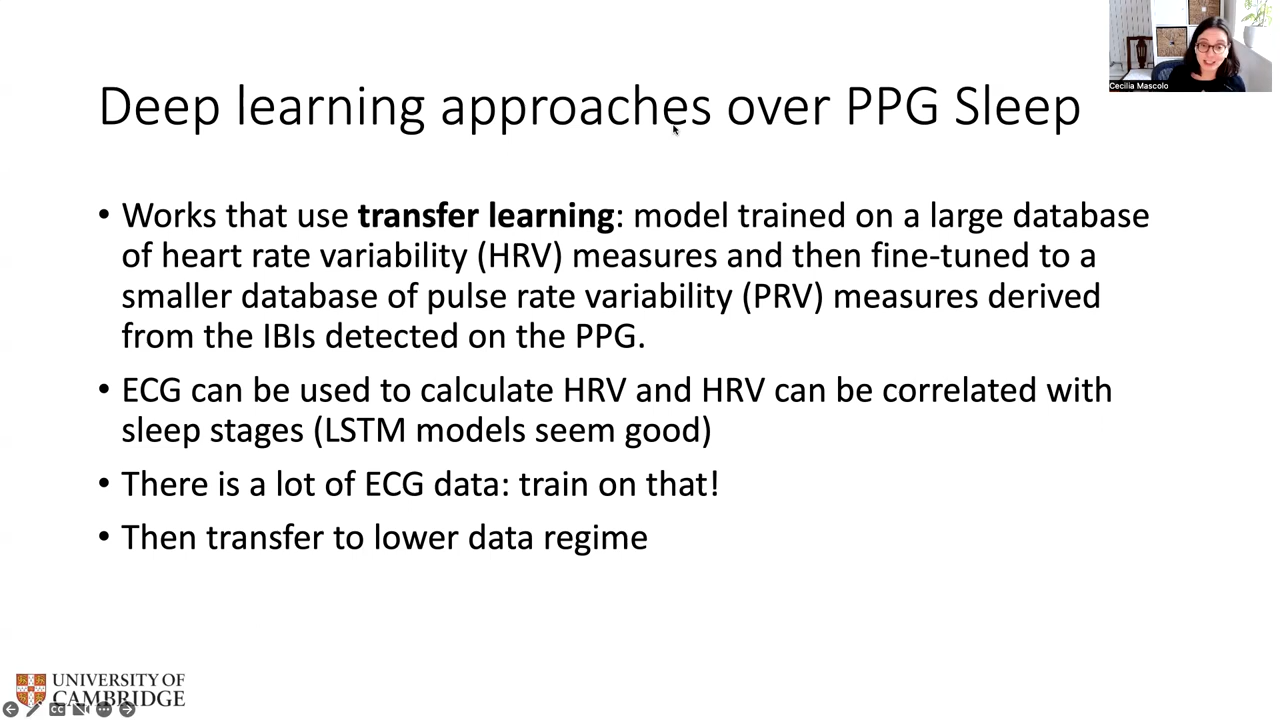 Cecilia Mascolo
Deep learning approaches over PPG Sleep
• Works that use transfer learning: model trained on a large database
of heart rate variability (HRV) measures and then fine-tuned to a
smaller database of pulse rate variability (PRV) measures derived
from the IBIs detected on the PPG.
• ECG can be used to calculate HRV and HRV can be correlated with
sleep stages (LSTM models seem good)
• There is a lot of ECG data: train on that!
• Then transfer to lower data regime
UNIVERSITY OF
CAMBRIDGE
CC